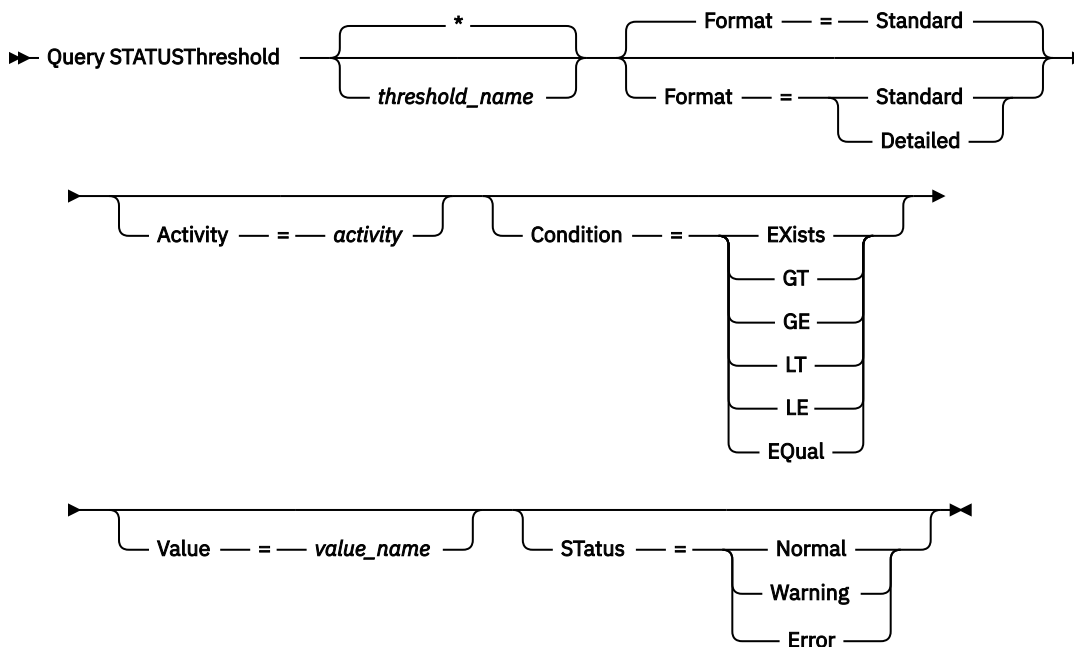 *
Format = Standard
Query STATUSThreshold
threshold_name
Format = Standard
Detailed
Activity = activity
Condition = EXists
GT
GE
LT
LE
EQual
Value = value_name
STatus = Normal
Warning
Error